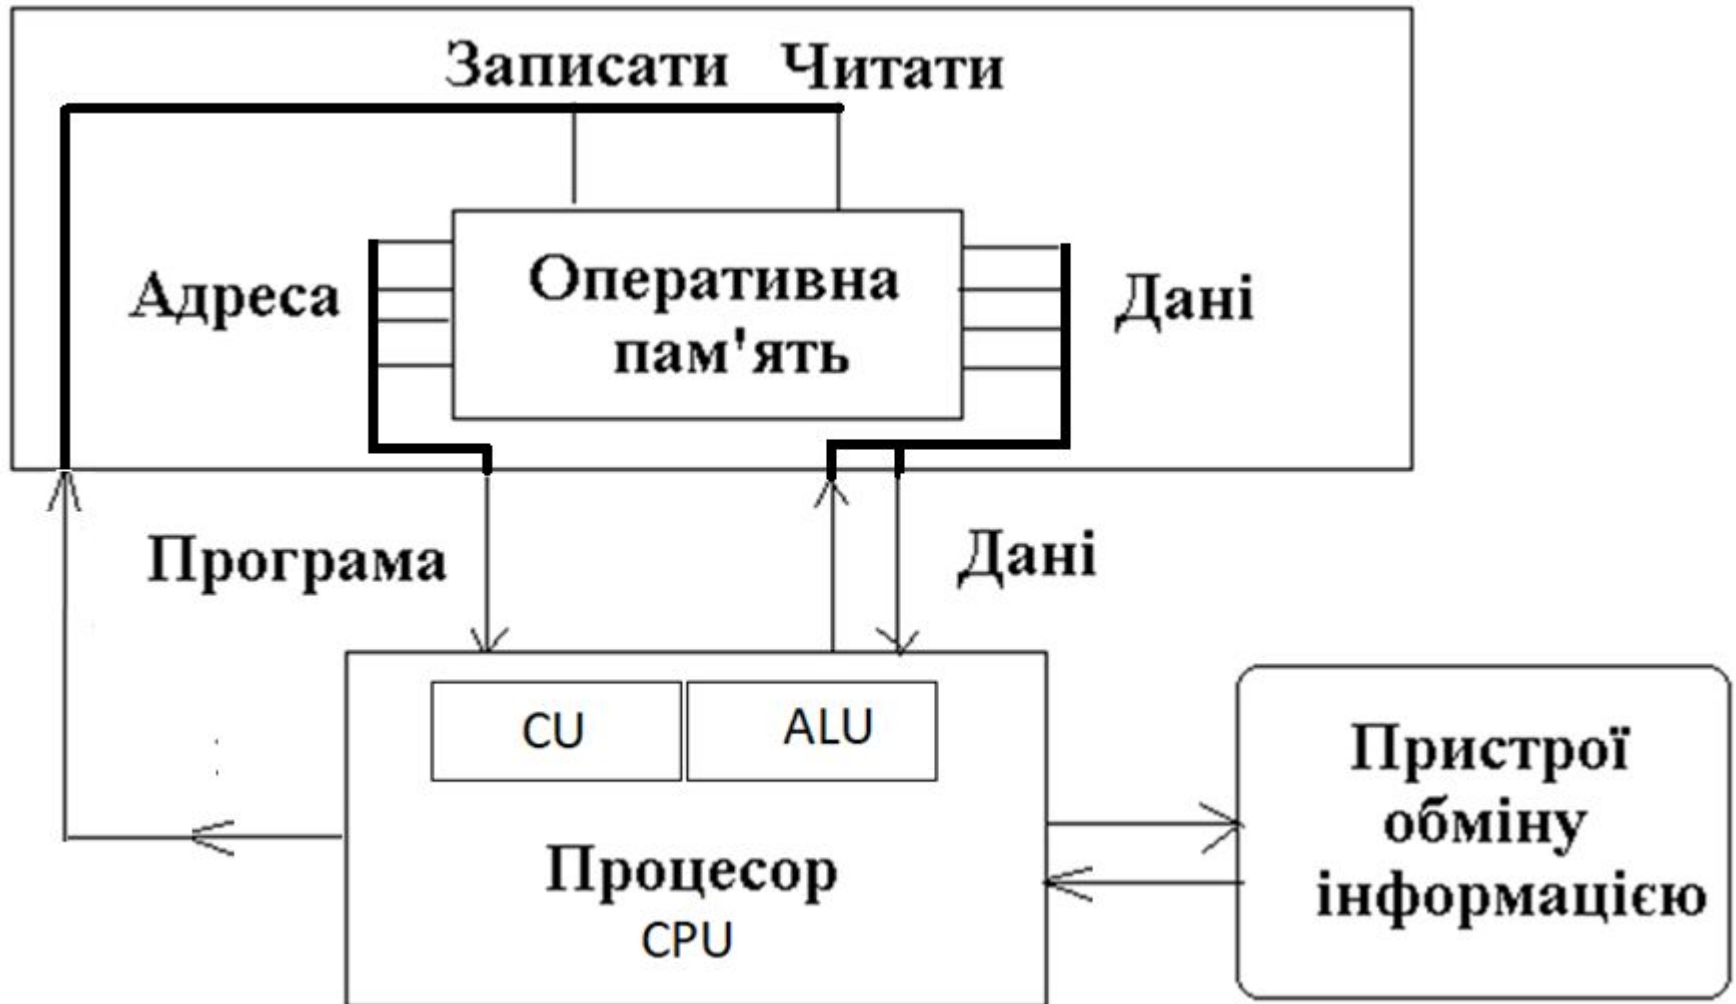 Записати Читати
Адреса
Оперативна
пам'ять
Дані
Програма
Дані
CU
ALU
Процесор
CPU
Пристрої
обміну
інформацією